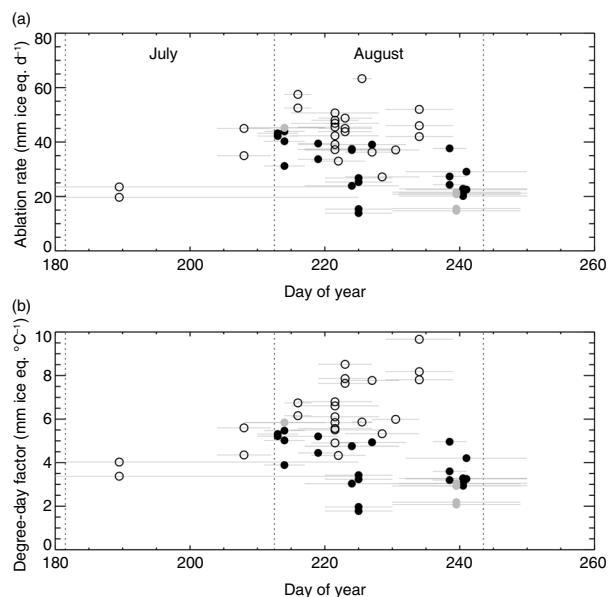 (a)
80
60
40
20
0
Ablation rate (mm ice eq. d⁻¹)
July
August
180
200
220
240
260
Day of year
(b)
10
8
6
4
2
0
Degree-day factor (mm ice eq. °C⁻¹)
180
200
220
240
260
Day of year